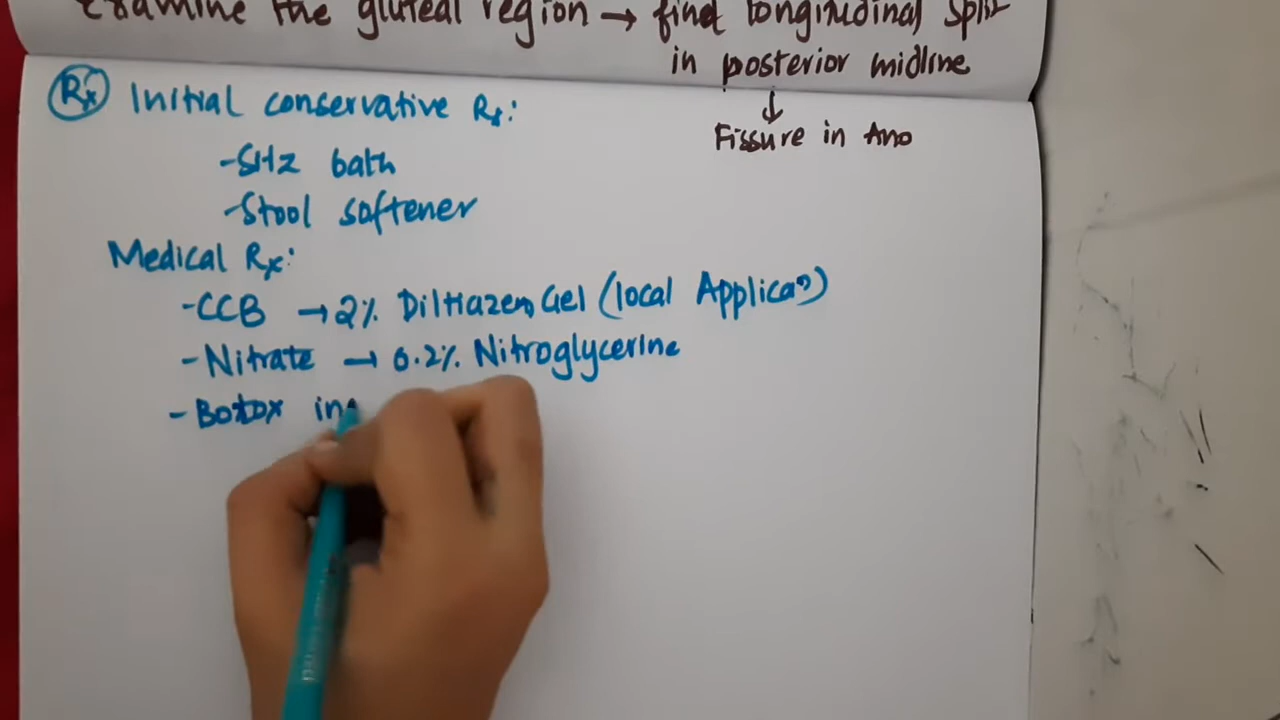 Examine the gluteal region → find longitudinal split
in posterior midline
↓
Fissure in Ano
Rx Initial conservative Rx:
- Sitz bath
- Stool softener
Medical Rx:
- CCB → 2% Diltiazem Gel (local Applicaⁿ)
- Nitrate → 0.2% Nitroglycerine
- Botox in